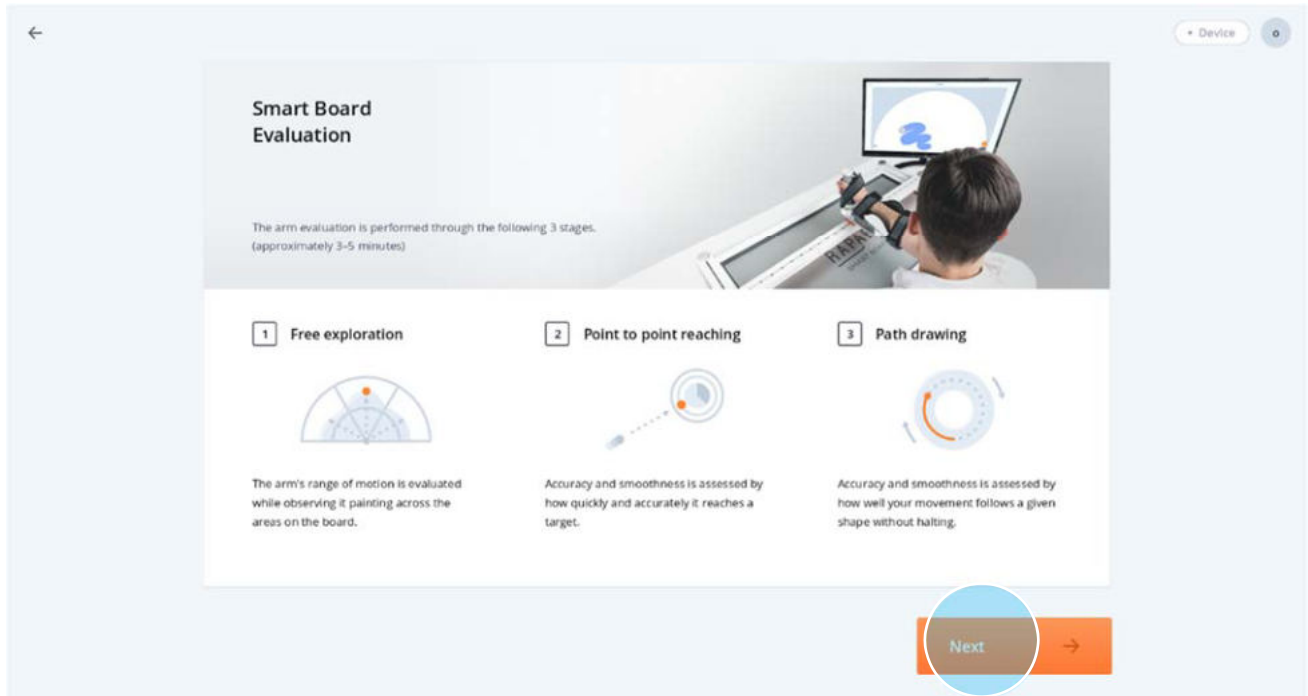 Device
o
Smart Board
Evaluation
The arm evaluation is performed through the following 3 stages.
(approximately 3–5 minutes)
1 Free exploration
The arm's range of motion is evaluated
while observing it painting across the
areas on the board.
2 Point to point reaching
Accuracy and smoothness is assessed by
how quickly and accurately it reaches a
target.
3 Path drawing
Accuracy and smoothness is assessed by
how well your movement follows a given
shape without halting.
Next